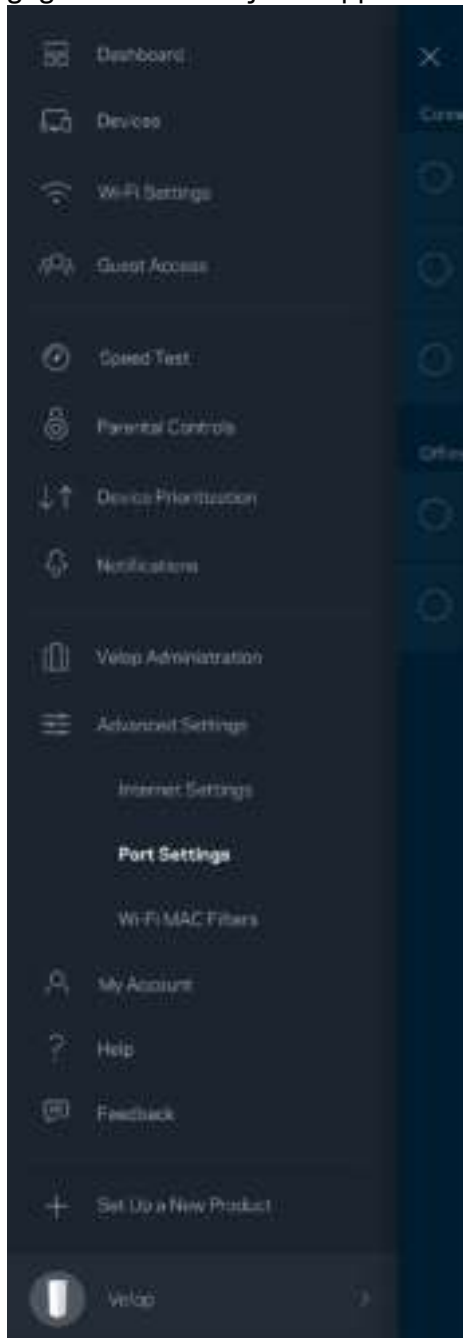 Dashboard
Devices
Wi-Fi Settings
Guest Access
Speed Test
Parental Controls
Device Prioritization
Notifications
Velop Administration
Advanced Settings
Internet Settings
Port Settings
Wi-Fi MAC Filters
My Account
Help
Feedback
Set Up a New Product
Velop